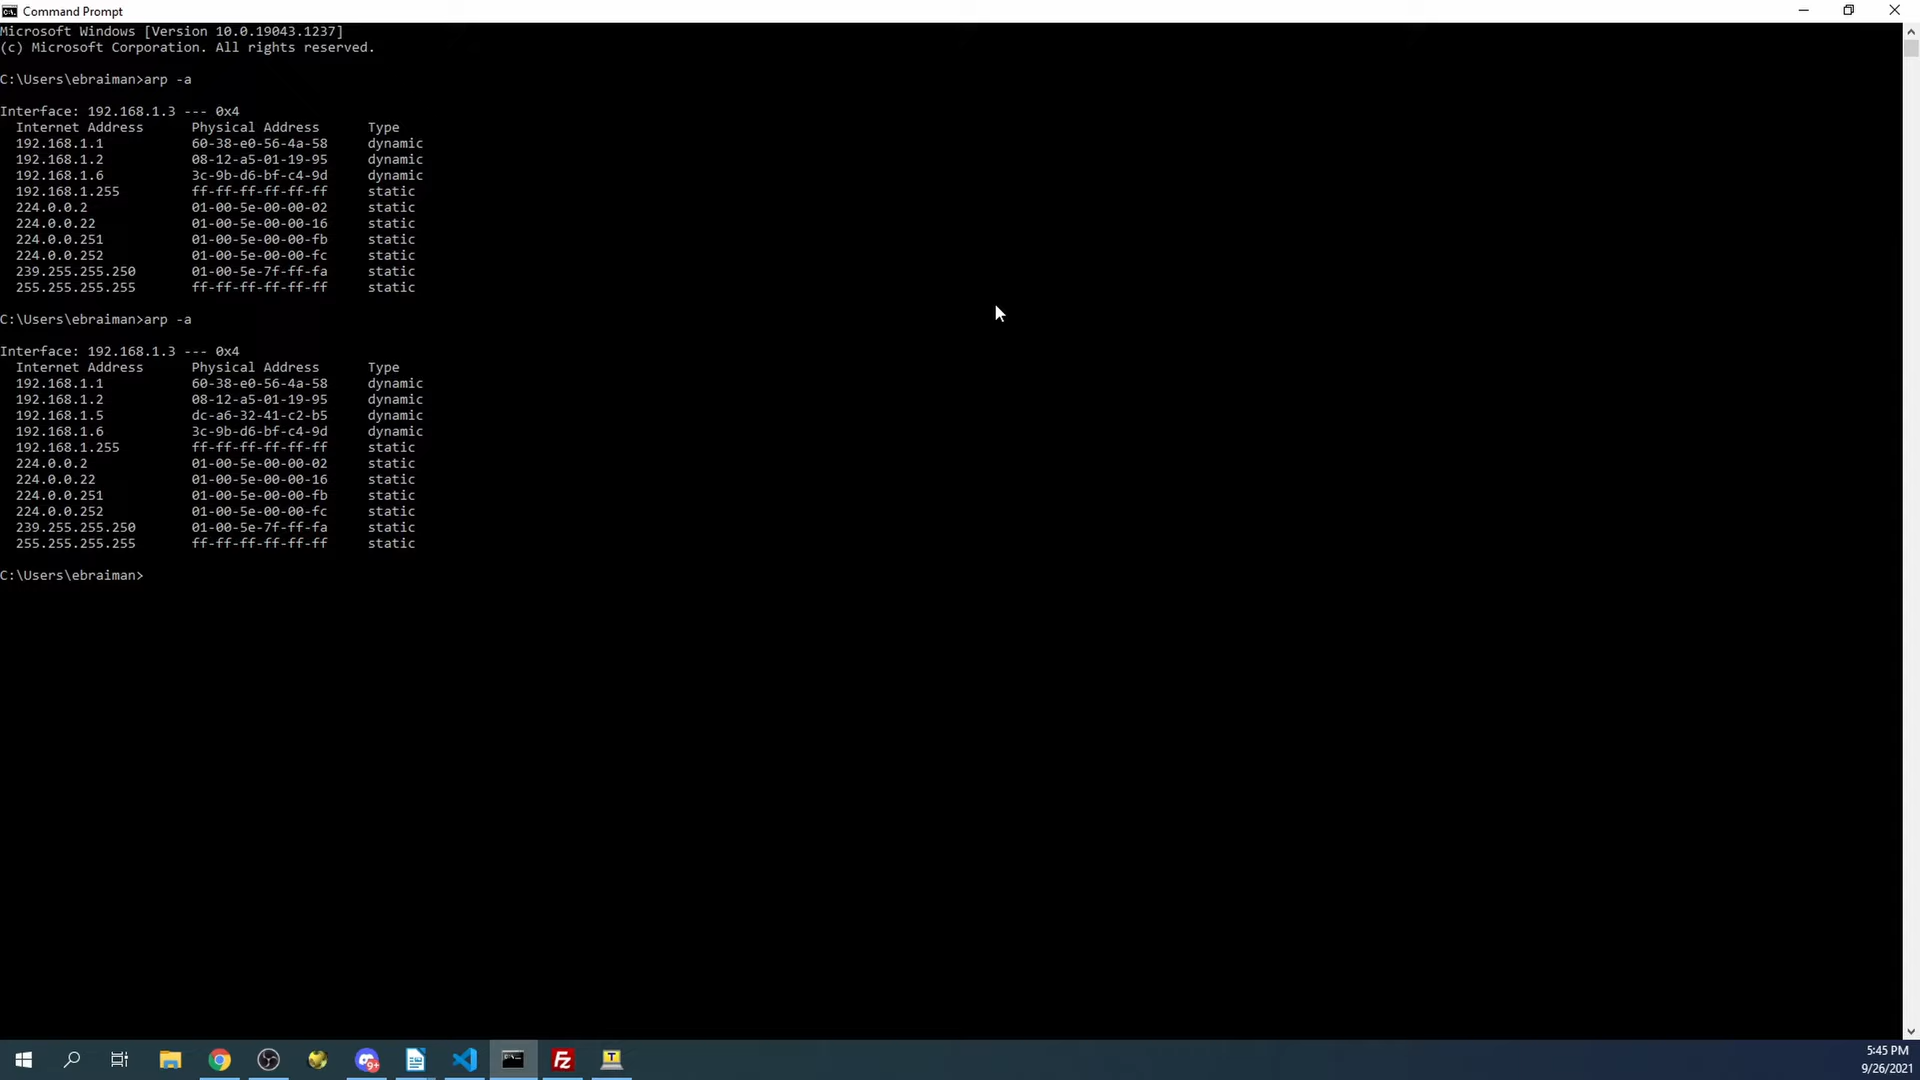 Command Prompt
Microsoft Windows [Version 10.0.19043.1237]
(c) Microsoft Corporation. All rights reserved.
C:\Users\ebraiman>arp -a
Interface: 192.168.1.3 --- 0x4
Internet Address Physical Address Type
192.168.1.1 60-38-e0-56-4a-58 dynamic
192.168.1.2 08-12-a5-01-19-95 dynamic
192.168.1.6 3c-9b-d6-bf-c4-9d dynamic
192.168.1.255 ff-ff-ff-ff-ff-ff static
224.0.0.2 01-00-5e-00-00-02 static
224.0.0.22 01-00-5e-00-00-16 static
224.0.0.251 01-00-5e-00-00-fb static
224.0.0.252 01-00-5e-00-00-fc static
239.255.255.250 01-00-5e-7f-ff-fa static
255.255.255.255 ff-ff-ff-ff-ff-ff static
C:\Users\ebraiman>arp -a
Interface: 192.168.1.3 --- 0x4
Internet Address Physical Address Type
192.168.1.1 60-38-e0-56-4a-58 dynamic
192.168.1.2 08-12-a5-01-19-95 dynamic
192.168.1.5 dc-a6-32-41-c2-b5 dynamic
192.168.1.6 3c-9b-d6-bf-c4-9d dynamic
192.168.1.255 ff-ff-ff-ff-ff-ff static
224.0.0.2 01-00-5e-00-00-02 static
224.0.0.22 01-00-5e-00-00-16 static
224.0.0.251 01-00-5e-00-00-fb static
224.0.0.252 01-00-5e-00-00-fc static
239.255.255.250 01-00-5e-7f-ff-fa static
255.255.255.255 ff-ff-ff-ff-ff-ff static
C:\Users\ebraiman>
9+
Fz
T
5:45 PM
9/26/2021